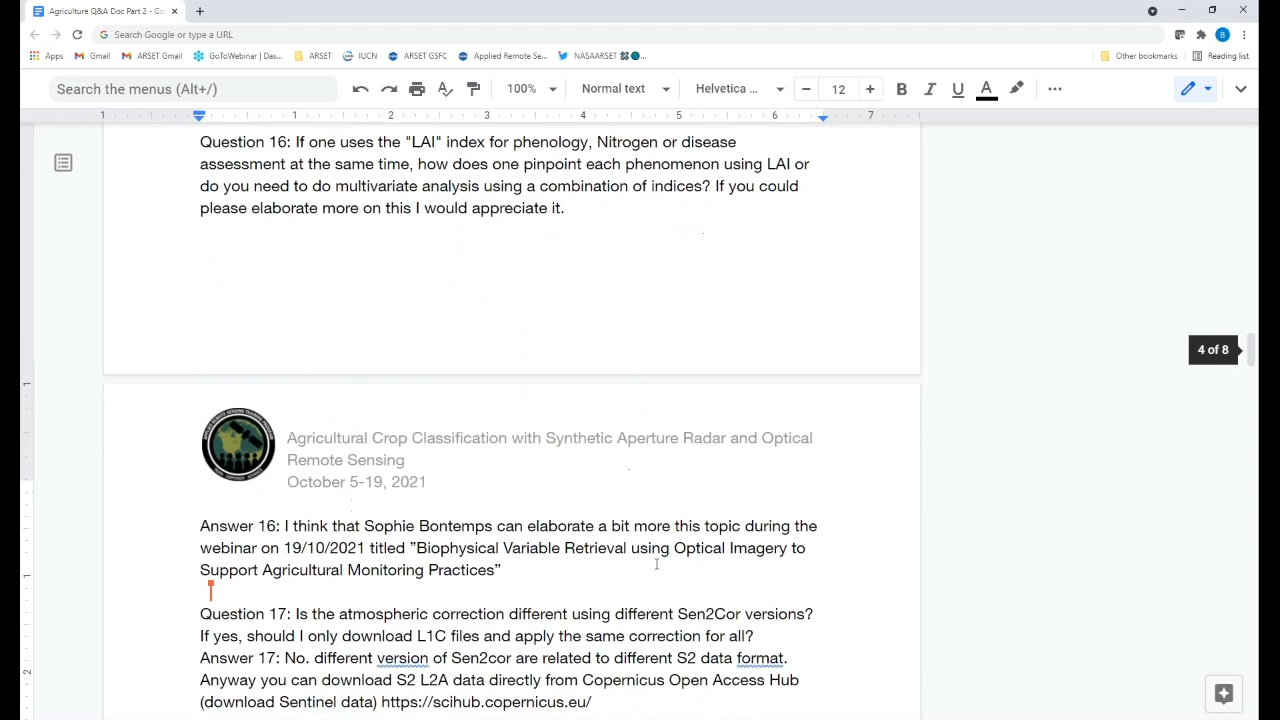 Agriculture Q&A Doc Part 2 - Go
Search Google or type a URL
Apps Gmail ARSET Gmail GoToWebinar | Das... ARSET IUCN ARSET GSFC Applied Remote Se... NASAARSET Other bookmarks Reading list
Search the menus (Alt+/) 100% Normal text Helvetica ... 12 B I U A
1 1 2 3 4 5 6 7
Question 16: If one uses the "LAI" index for phenology, Nitrogen or disease
assessment at the same time, how does one pinpoint each phenomenon using LAI or
do you need to do multivariate analysis using a combination of indices? If you could
please elaborate more on this I would appreciate it.
4 of 8
Agricultural Crop Classification with Synthetic Aperture Radar and Optical
Remote Sensing
October 5-19, 2021
Answer 16: I think that Sophie Bontemps can elaborate a bit more this topic during the
webinar on 19/10/2021 titled ”Biophysical Variable Retrieval using Optical Imagery to
Support Agricultural Monitoring Practices”
Question 17: Is the atmospheric correction different using different Sen2Cor versions?
If yes, should I only download L1C files and apply the same correction for all?
Answer 17: No. different version of Sen2cor are related to different S2 data format.
Anyway you can download S2 L2A data directly from Copernicus Open Access Hub
(download Sentinel data) https://scihub.copernicus.eu/